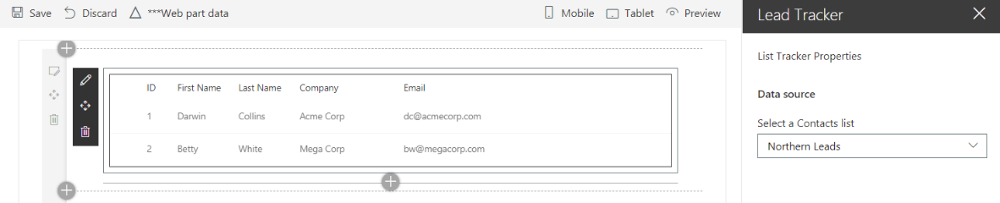 Save Discard ***Web part data Mobile Tablet Preview
Lead Tracker
List Tracker Properties
Data source
Select a Contacts list
Northern Leads
ID First Name Last Name Company Email
1 Darwin Collins Acme Corp dc@acmecorp.com
2 Betty White Mega Corp bw@megacorp.com